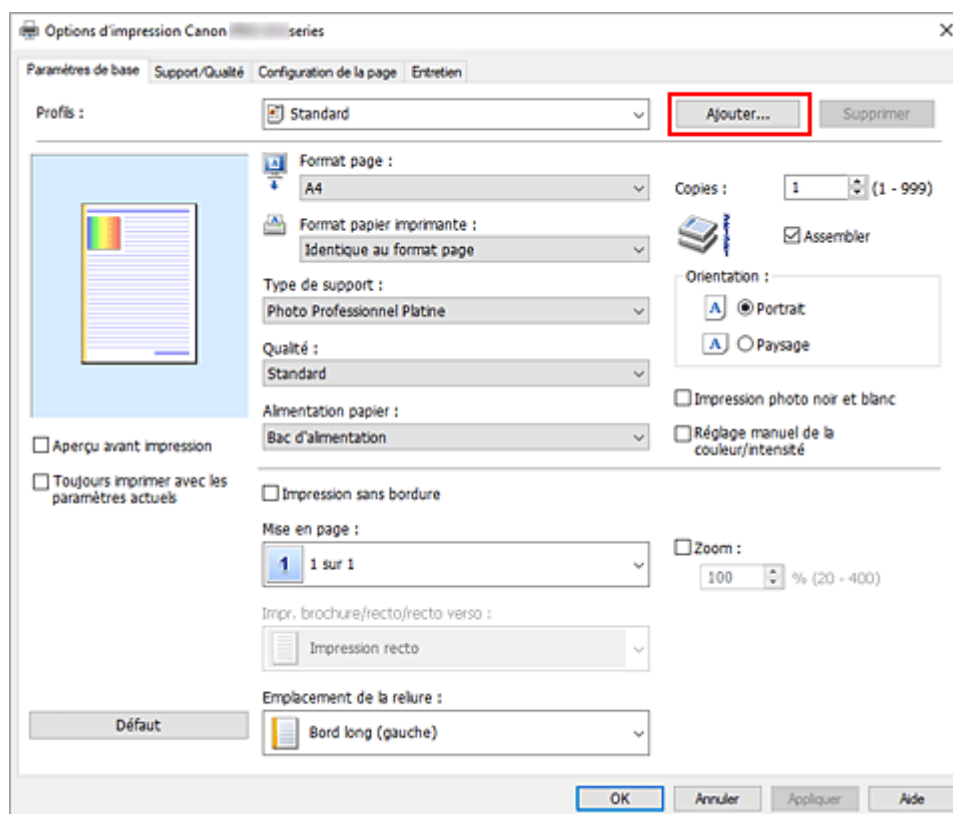 Options d'impression Canon series
Paramètres de base Support/Qualité Configuration de la page Entretien
Profils : Standard Ajouter... Supprimer
Format page :
A4
Copies : 1 (1 - 999)
Format papier imprimante :
Identique au format page
Assembler
Type de support :
Photo Professionnel Platine
Orientation :
A Portrait
A Paysage
Qualité :
Standard
Alimentation papier :
Bac d'alimentation
Impression photo noir et blanc
Réglage manuel de la
couleur/intensité
Aperçu avant impression
Toujours imprimer avec les
paramètres actuels
Impression sans bordure
Mise en page :
1 1 sur 1
Zoom :
100 % (20 - 400)
Impr. brochure/recto/recto verso :
Impression recto
Emplacement de la reliure :
Bord long (gauche)
Défaut
OK Annuler Appliquer Aide